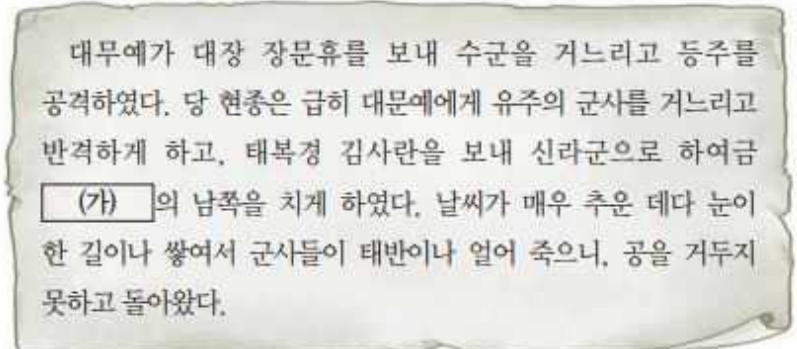 대무예가 대장 장문휴를 보내 수군을 거느리고 등주를
공격하였다. 당 현종은 급히 대문예에게 유주의 군사를 거느리고
반격하게 하고, 태복경 김사란을 보내 신라군으로 하여금
(가) 의 남쪽을 치게 하였다. 날씨가 매우 추운 데다 눈이
한 길이나 쌓여서 군사들이 태반이나 얼어 죽으니, 공을 거두지
못하고 돌아왔다.